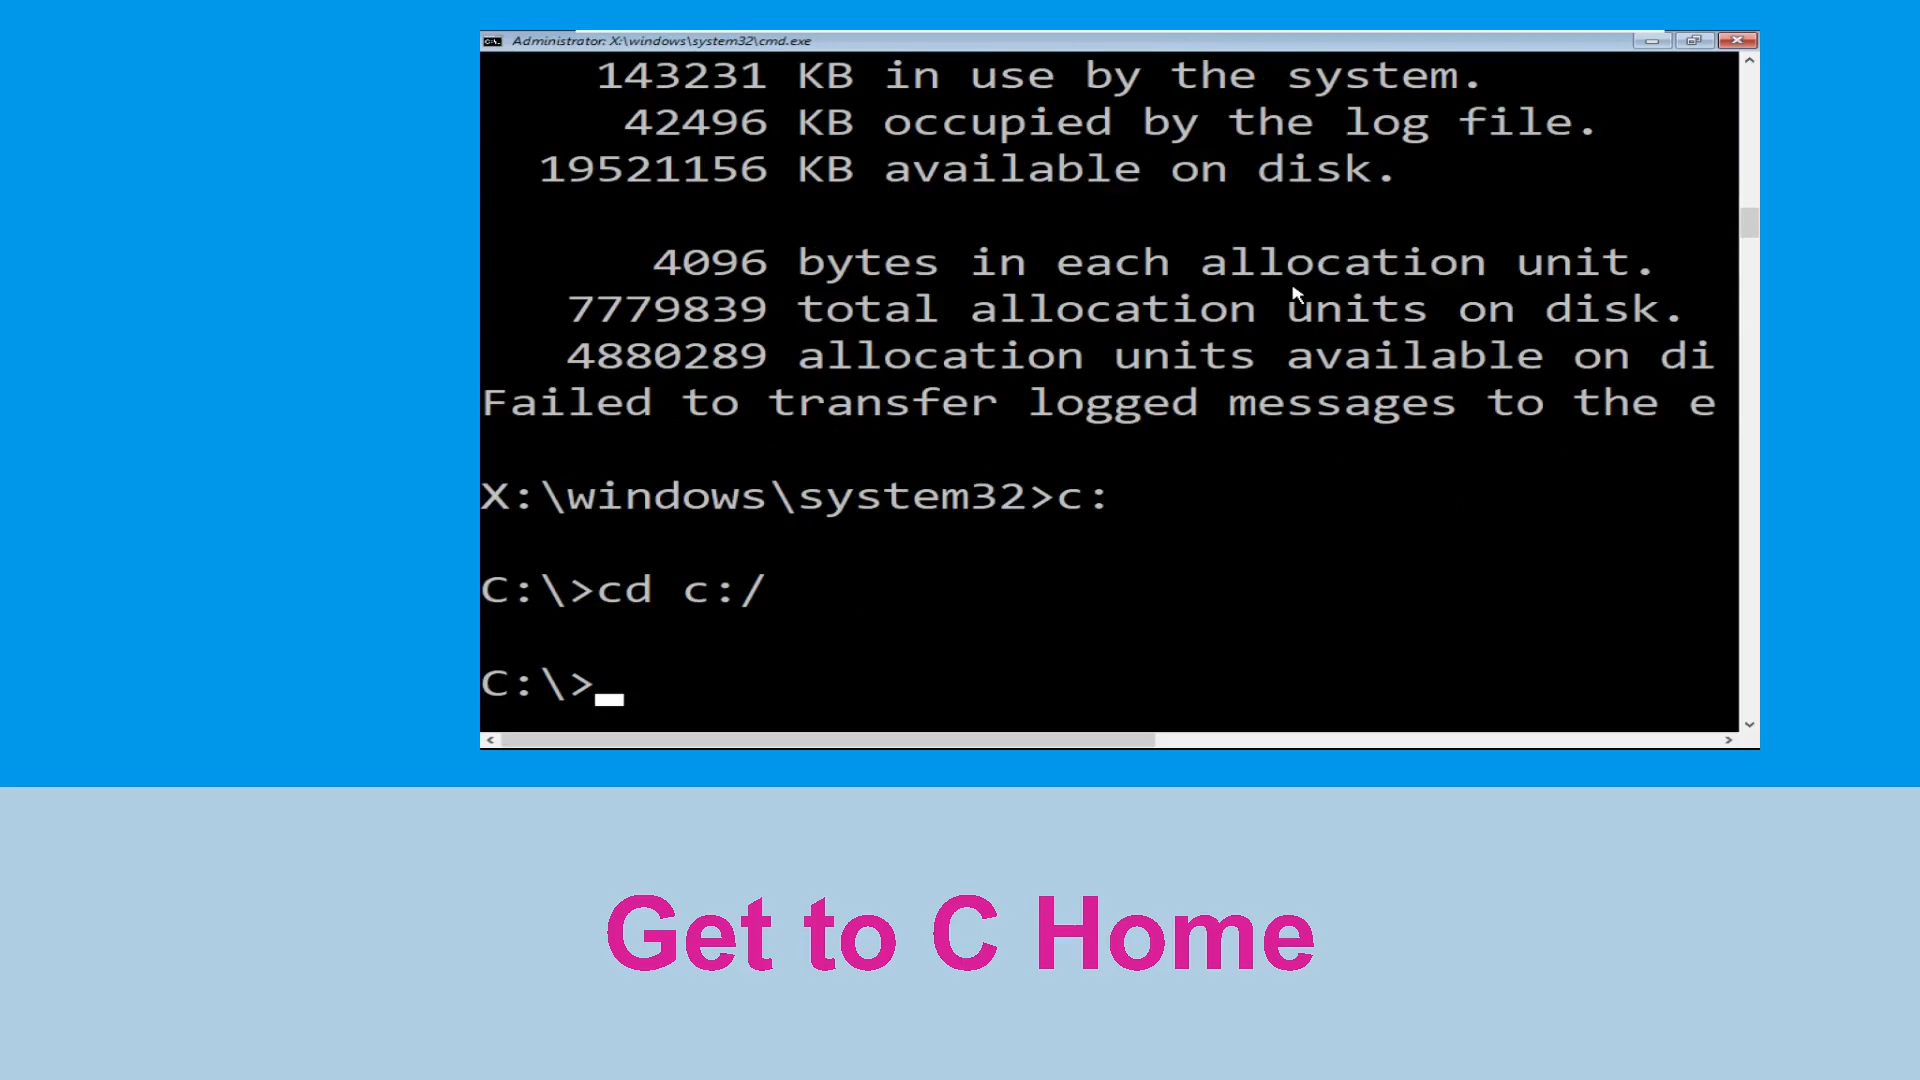 Administrator: X:\windows\system32\cmd.exe
143231 KB in use by the system.
42496 KB occupied by the log file.
19521156 KB available on disk.
4096 bytes in each allocation unit.
7779839 total allocation units on disk.
4880289 allocation units available on di
Failed to transfer logged messages to the e
X:\windows\system32>c:
C:\>cd c:/
C:\>
Get to C Home